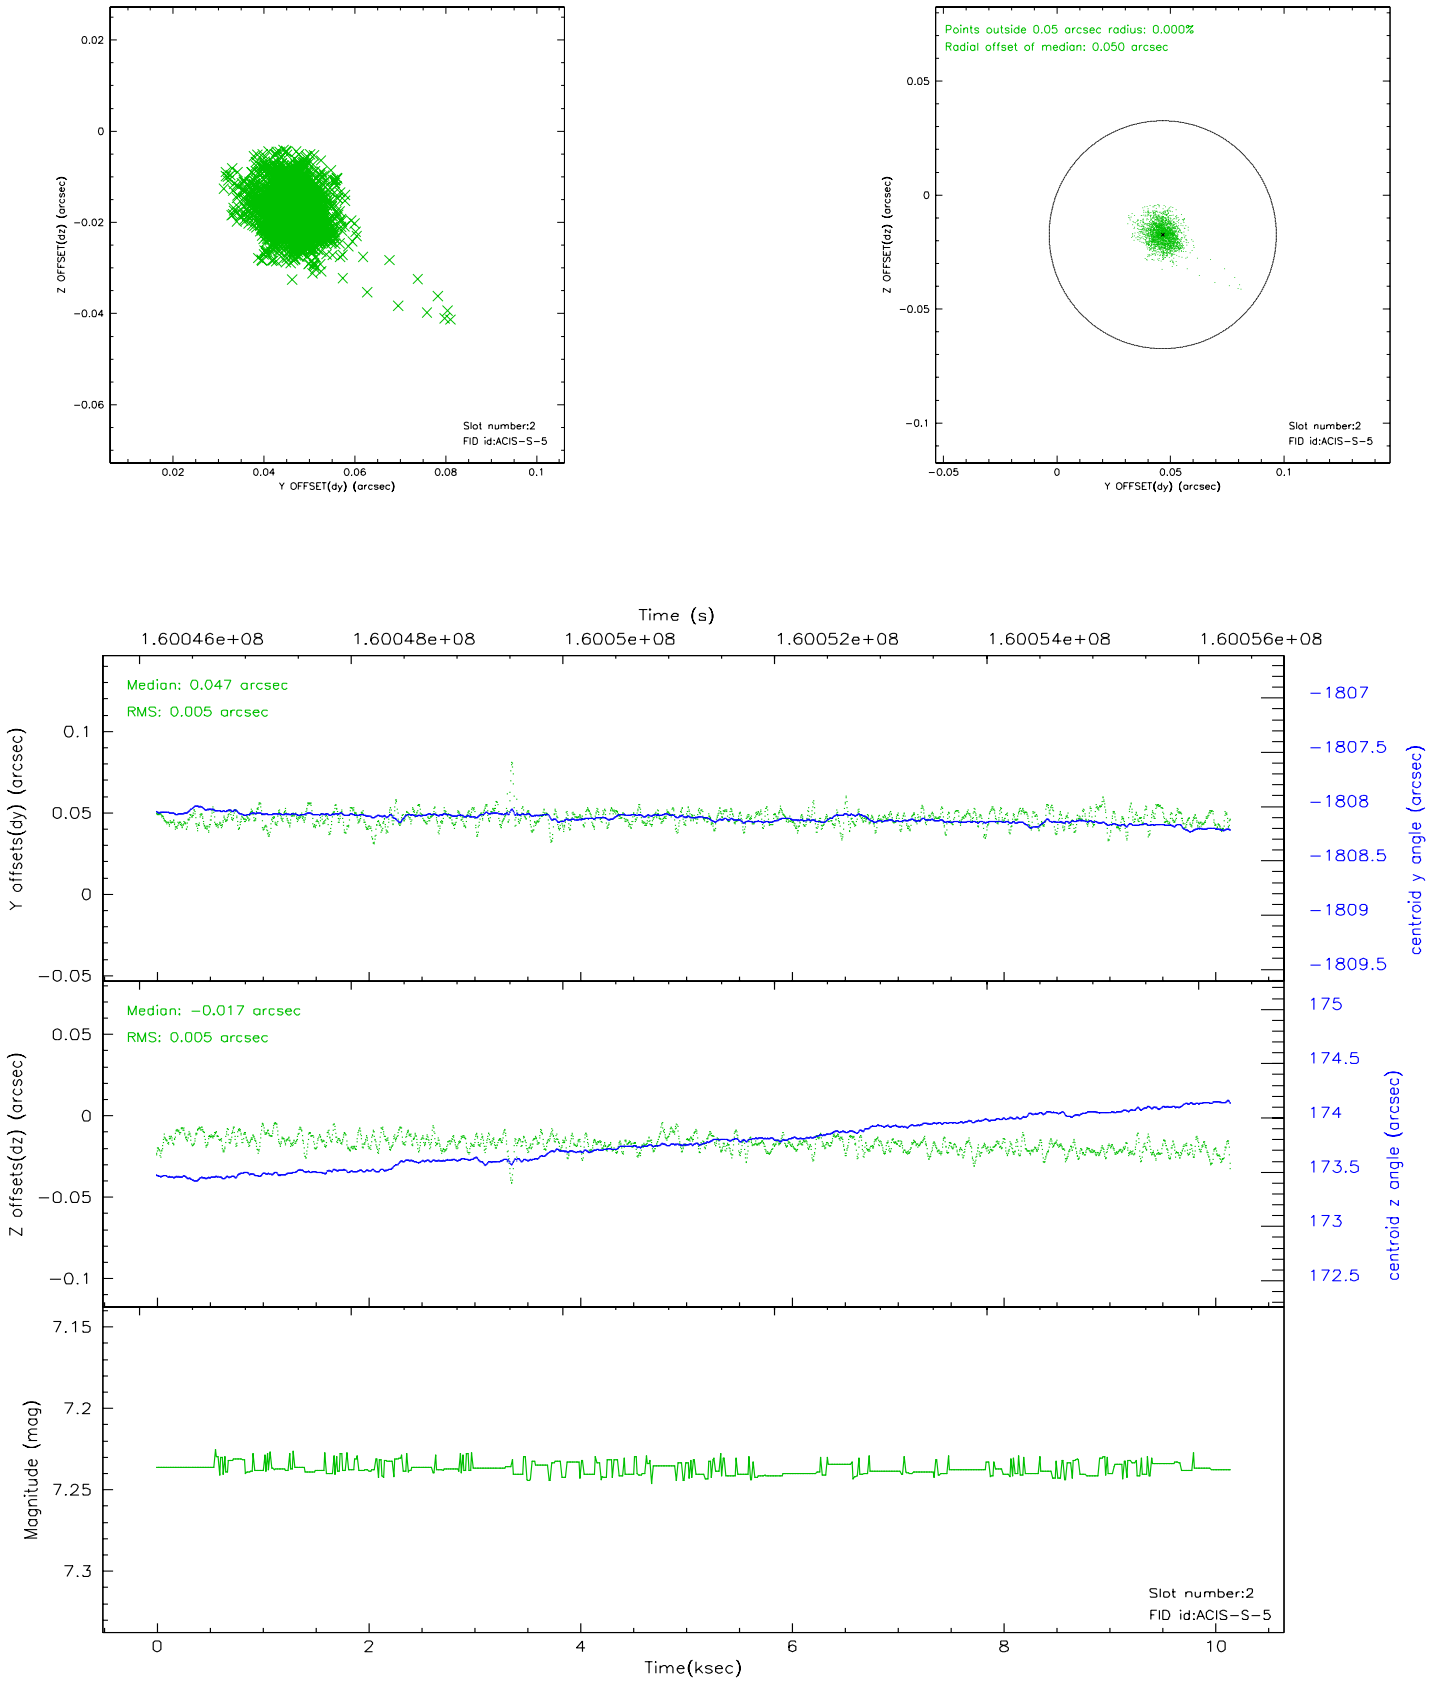 0.02
0
-0.02
-0.04
-0.06
Z OFFSET(dz) (arcsec)
Slot number:2
FID id:ACIS-S-5
0.02 0.04 0.06 0.08 0.1
Y OFFSET(dy) (arcsec)
Points outside 0.05 arcsec radius: 0.000%
Radial offset of median: 0.050 arcsec
0.05
0
-0.05
-0.1
Z OFFSET(dz) (arcsec)
Slot number:2
FID id:ACIS-S-5
-0.05 0 0.05 0.1
Y OFFSET(dy) (arcsec)
Time (s)
1.60046e+08 1.60048e+08 1.6005e+08 1.60052e+08 1.60054e+08 1.60056e+08
Median: 0.047 arcsec
RMS: 0.005 arcsec
0.1
0.05
0
-0.05
Y offsets(dy) (arcsec)
-1807
-1807.5
-1808
-1808.5
-1809
-1809.5
centroid y angle (arcsec)
Median: -0.017 arcsec
RMS: 0.005 arcsec
0.05
0
-0.05
-0.1
Z offsets(dz) (arcsec)
175
174.5
174
173.5
173
172.5
centroid z angle (arcsec)
7.15
7.2
7.25
7.3
Magnitude (mag)
Slot number:2
FID id:ACIS-S-5
0 2 4 6 8 10
Time(ksec)